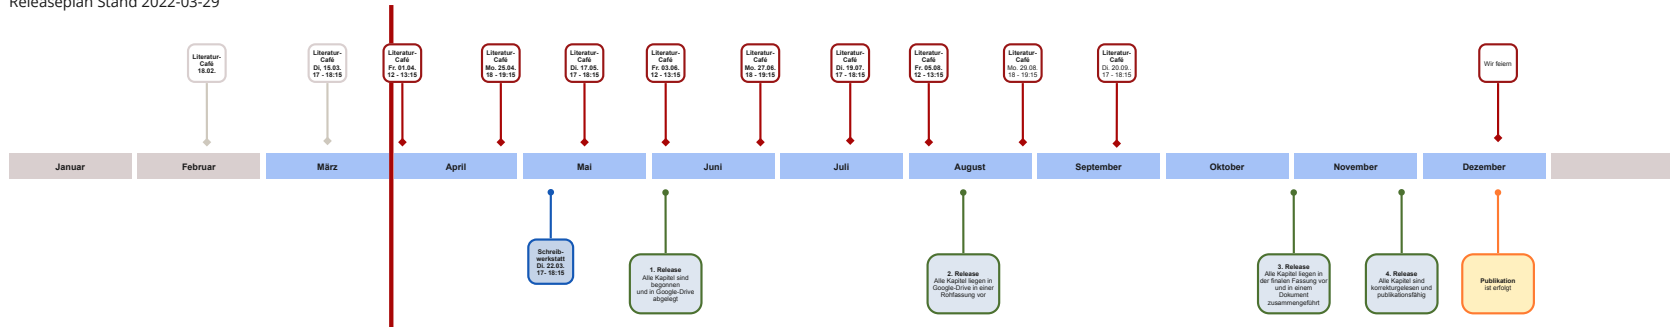 Releaseplan Stand 2022-03-29
Literatur-
Café
18.02.
Literatur-
Café
Di, 15.03.
17 - 18:15
Literatur-
Café
Fr. 01.04.
12 - 13:15
Literatur-
Café
Mo. 25.04.
18 - 19:15
Literatur-
Café
Di. 17.05.
17 - 18:15
Literatur-
Café
Fr. 03.06.
12 - 13:15
Literatur-
Café
Mo. 27.06.
18 - 19:15
Literatur-
Café
Di. 19.07.
17 - 18:15
Literatur-
Café
Fr. 05.08.
12 - 13:15
Literatur-
Café
Mo. 29.08.
18 - 19:15
Literatur-
Café
Di. 20.09..
17 - 18:15
Wir feiern
Januar
Februar
März
April
Mai
Juni
Juli
August
September
Oktober
November
Dezember
Schreib-
werkstatt
Di. 22.03.
17- 18:15
1. Release
Alle Kapitel sind
begonnen
und in Google-Drive
abgelegt
2. Release
Alle Kapitel liegen in
Google-Drive in einer
Rohfassung vor
3. Release
Alle Kapitel liegen in
der finalen Fassung vor
und in einem
Dokument
zusammengeführt
4. Release
Alle Kapitel sind
korrekturgelesen und
publikationsfähig
Publikation
ist erfolgt